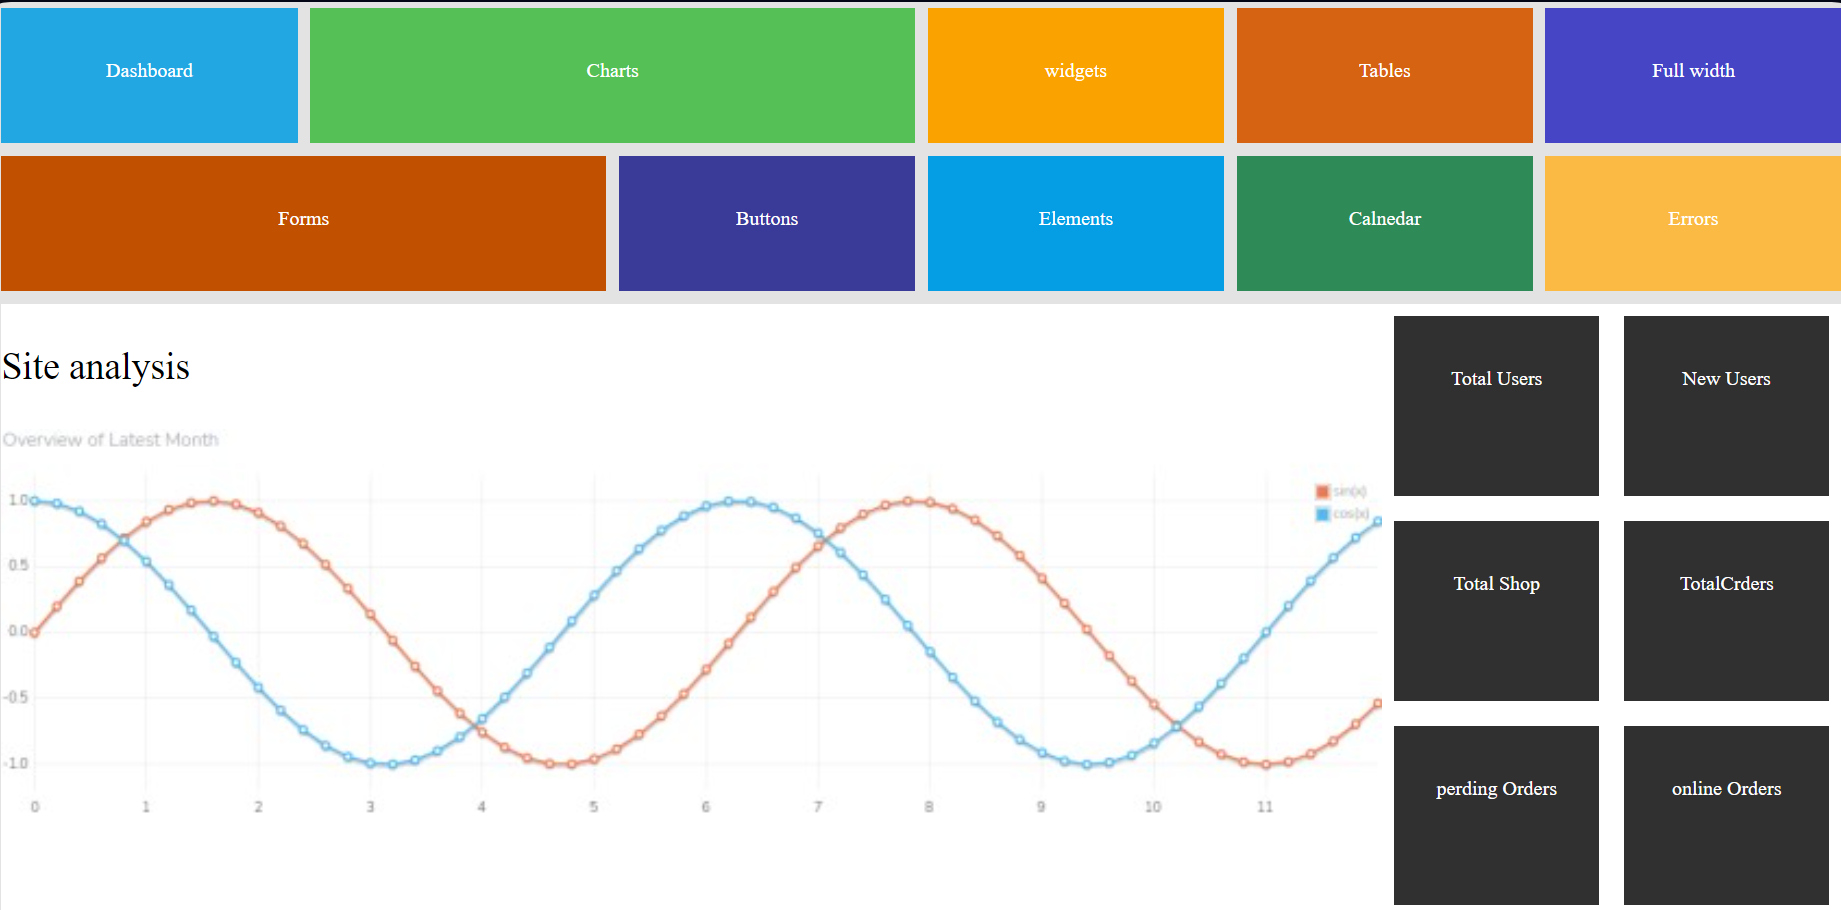 Dashboard
Charts
widgets
Tables
Full width
Forms
Buttons
Elements
Calnedar
Errors
Site analysis
Overview of Latest Month
sin(x)
cos(x)
1.0
0.5
0.0
-0.5
-1.0
0 1 2 3 4 5 6 7 8 9 10 11
Total Users
New Users
Total Shop
TotalCrders
perding Orders
online Orders